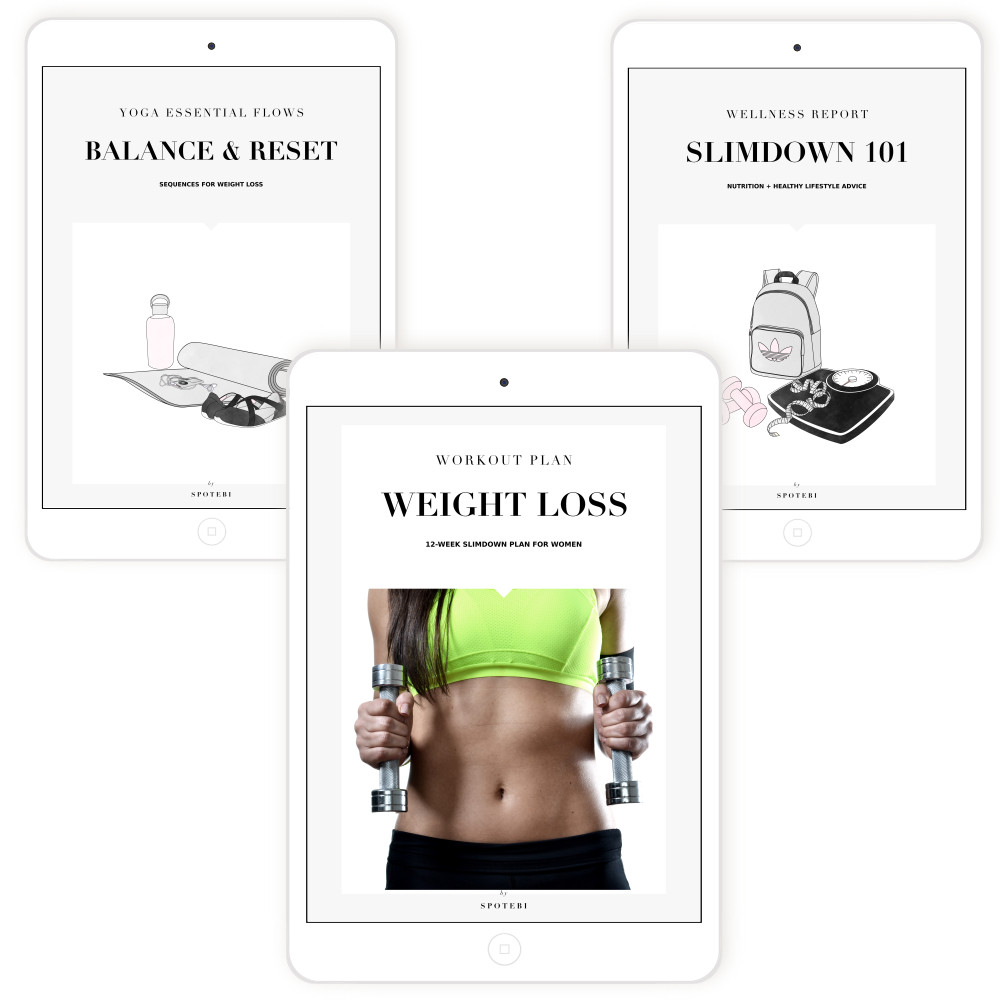 YOGA ESSENTIAL FLOWS
BALANCE & RESET
SEQUENCES FOR WEIGHT LOSS
by
SPOTEBI
WELLNESS REPORT
SLIMDOWN 101
NUTRITION + HEALTHY LIFESTYLE ADVICE
by
SPOTEBI
WORKOUT PLAN
WEIGHT LOSS
12-WEEK SLIMDOWN PLAN FOR WOMEN
by
SPOTEBI